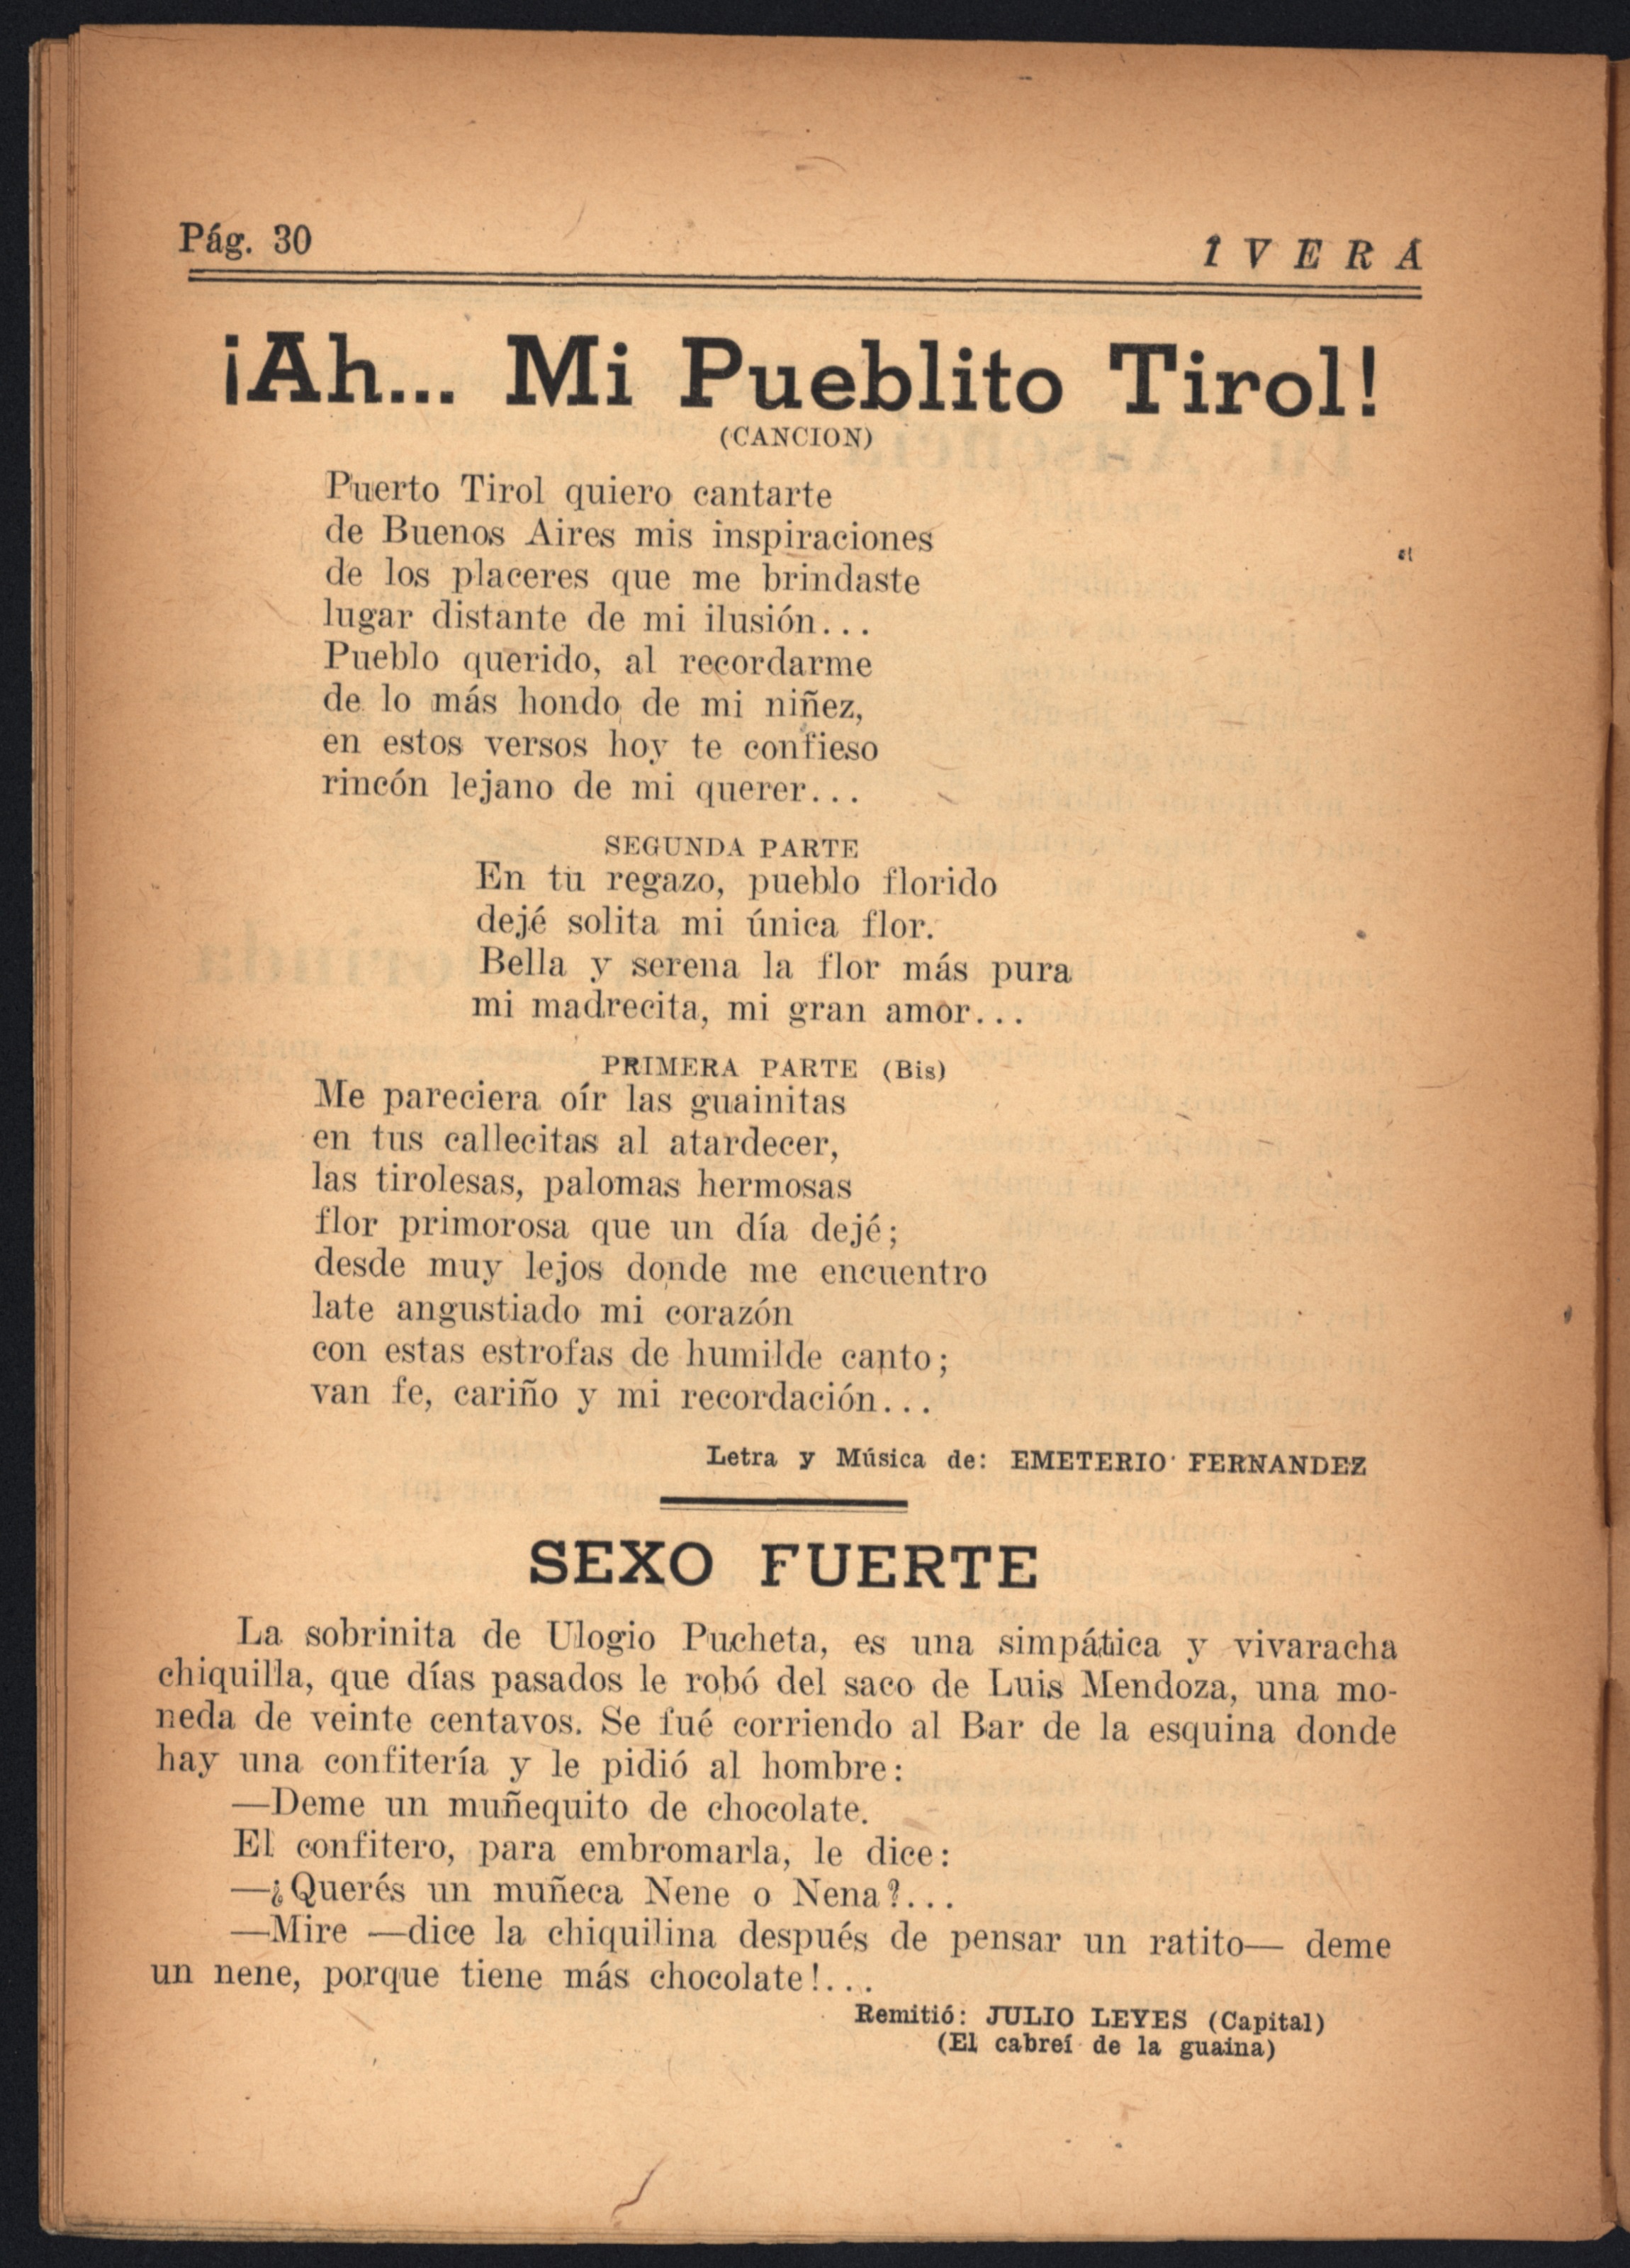 Pág. 30
I V E R Á
¡Ah... Mi Pueblito Tirol!
(CANCION)
Puerto Tirol quiero cantarte
de Buenos Aires mis inspiraciones
de los placeres que me brindaste
lugar distante de mi ilusión...
Pueblo querido, al recordarme
de lo más hondo de mi niñez,
en estos versos hoy te confieso
rincón lejano de mi querer...
SEGUNDA PARTE
En tu regazo, pueblo florido
dejé solita mi única flor.
Bella y serena la flor más pura
mi madrecita, mi gran amor...
PRIMERA PARTE (Bis)
Me pareciera oír las guainitas
en tus callecitas al atardecer,
las tirolesas, palomas hermosas
flor primorosa que un día dejé;
desde muy lejos donde me encuentro
late angustiado mi corazón
con estas estrofas de humilde canto;
van fe, cariño y mi recordación...
Letra y Música de: EMETERIO FERNANDEZ
SEXO FUERTE
La sobrinita de Ulogio Pucheta, es una simpática y vivaracha
chiquilla, que días pasados le robó del saco de Luis Mendoza, una mo-
neda de veinte centavos. Se fué corriendo al Bar de la esquina donde
hay una confitería y le pidió al hombre:
—Deme un muñequito de chocolate.
El confitero, para embromarla, le dice:
—¿Querés un muñeca Nene o Nena?...
—Mire —dice la chiquilina después de pensar un ratito— deme
un nene, porque tiene más chocolate!...
Remitió: JULIO LEYES (Capital)
(El cabreí de la guaina)